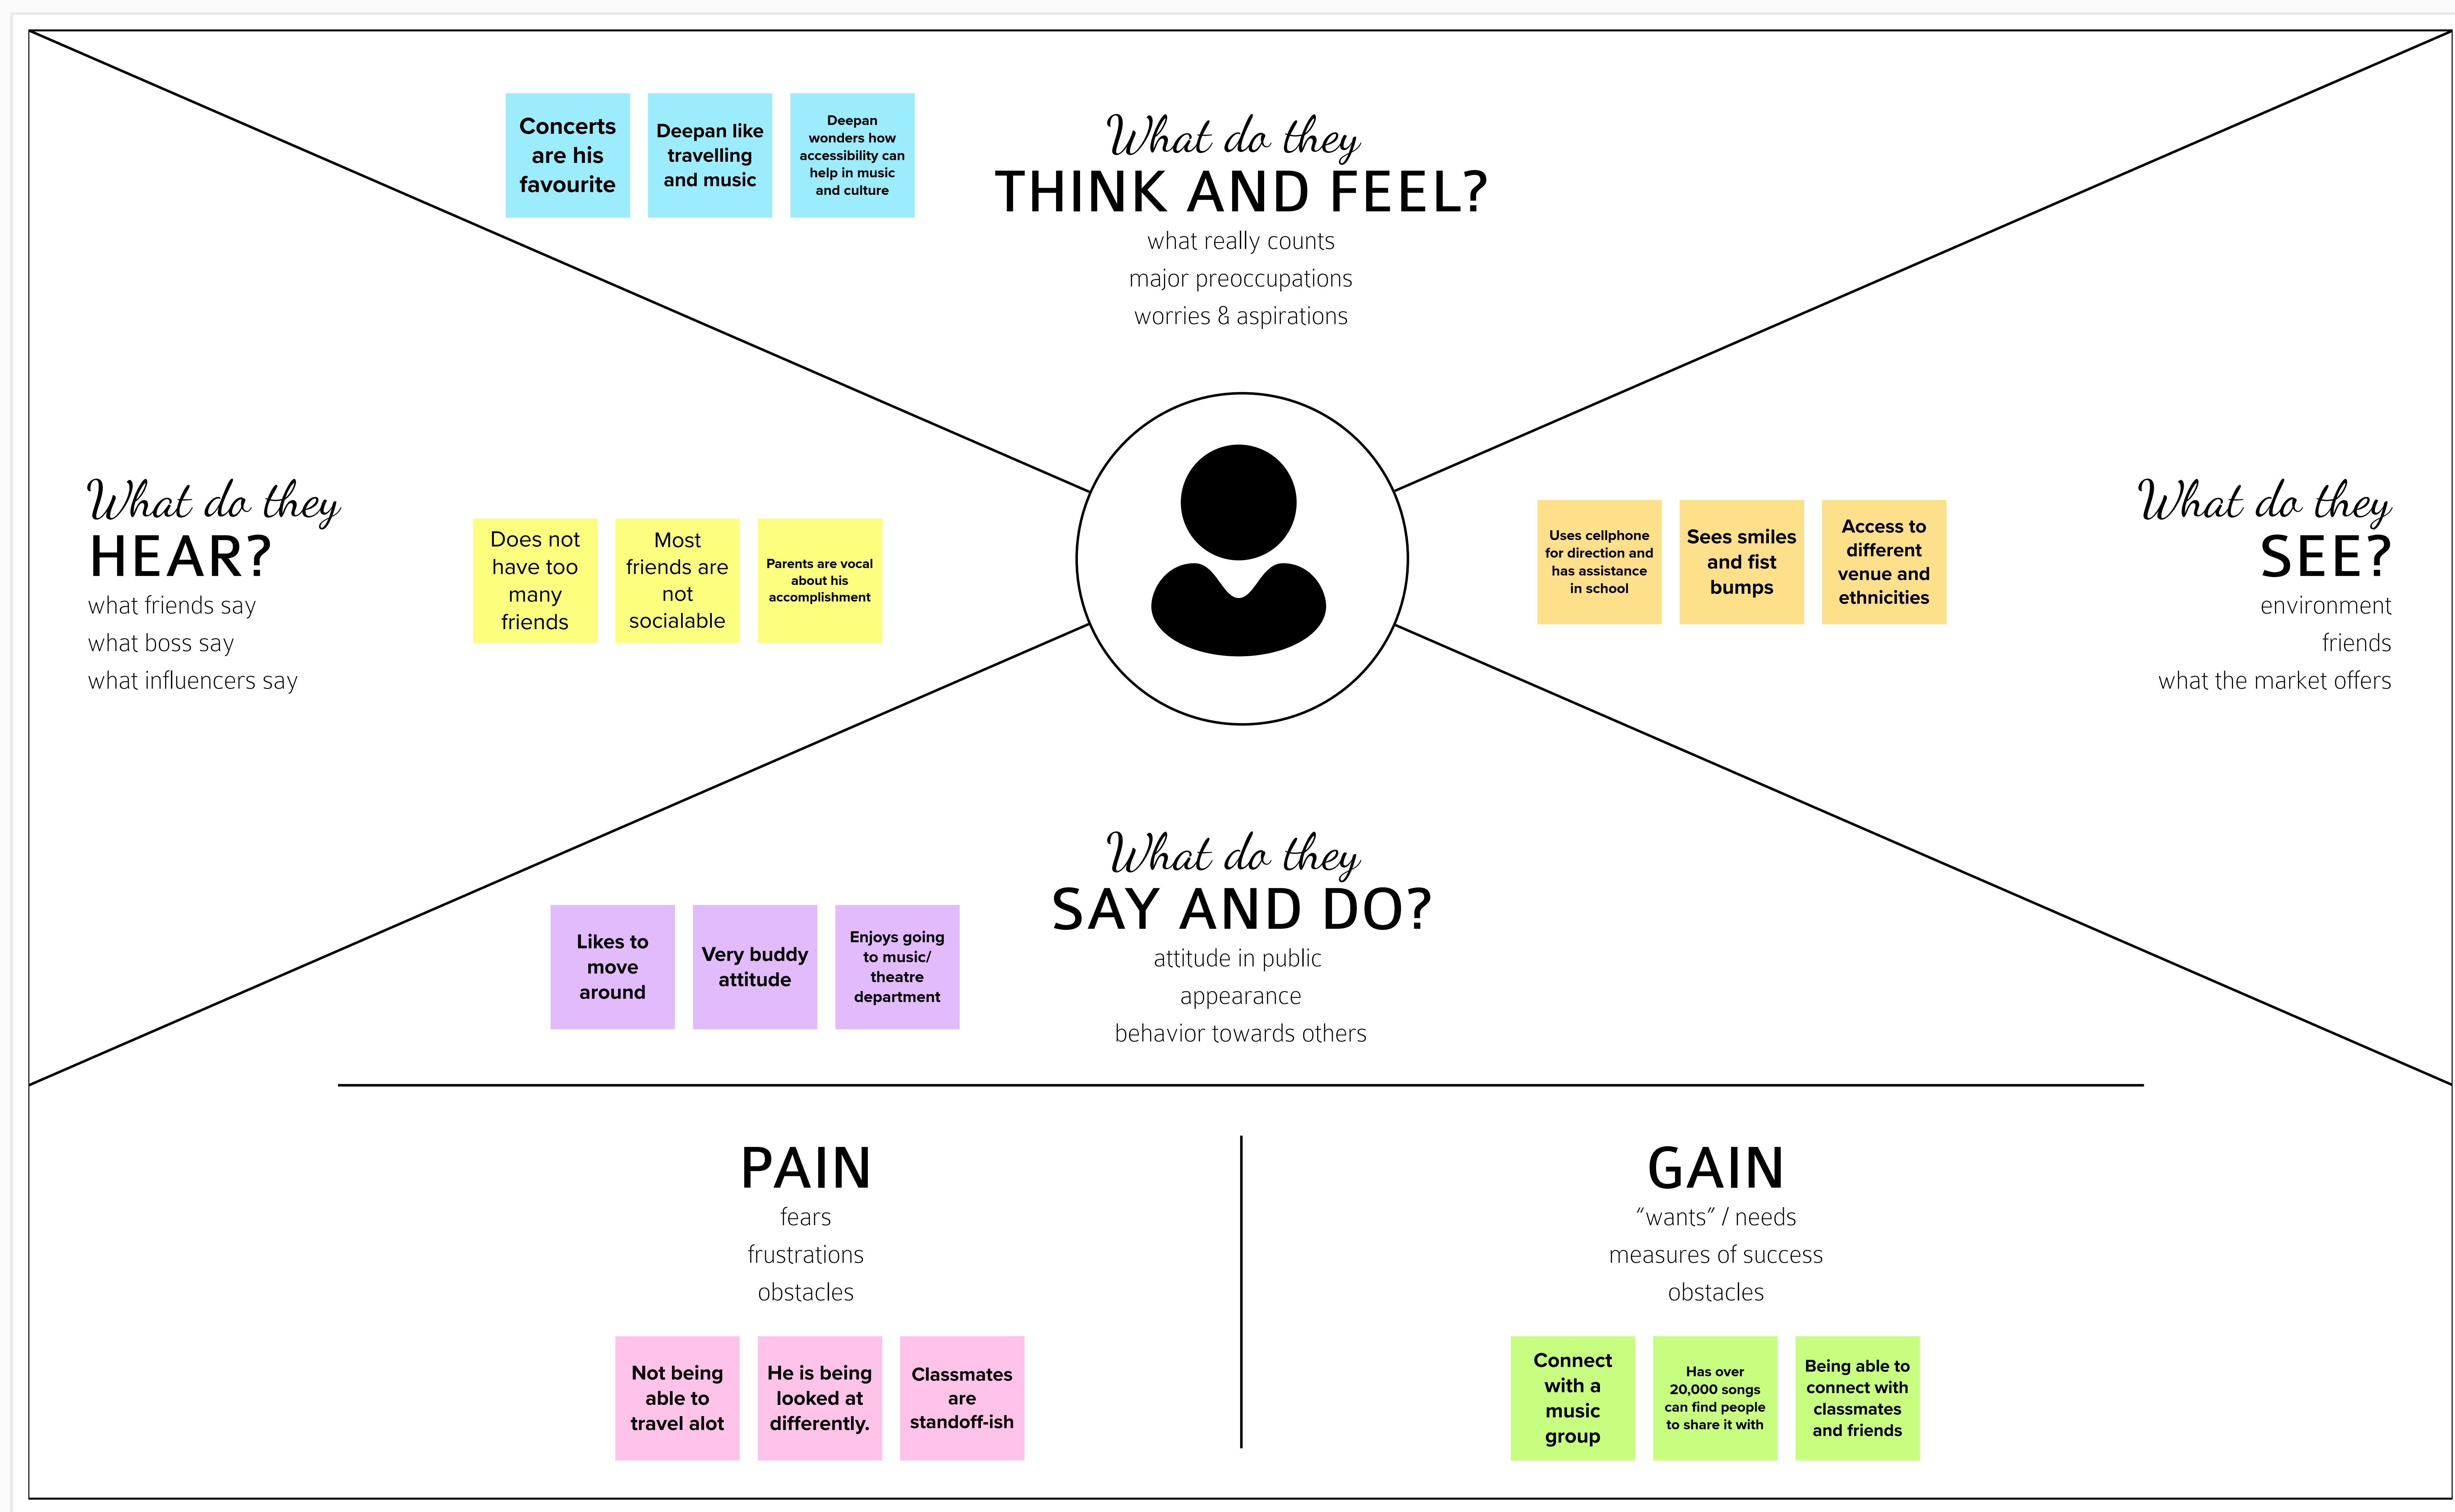 Concerts
are his
favourite
Deepan like
travelling
and music
Deepan
wonders how
accessibility can
help in music
and culture
What do they
THINK AND FEEL?
what really counts
major preoccupations
worries & aspirations
What do they
HEAR?
what friends say
what boss say
what influencers say
Does not
have too
many
friends
Most
friends are
not
socialable
Parents are vocal
about his
accomplishment
Uses cellphone
for direction and
has assistance
in school
Sees smiles
and fist
bumps
Access to
different
venue and
ethnicities
What do they
SEE?
environment
friends
what the market offers
What do they
SAY AND DO?
attitude in public
appearance
behavior towards others
Likes to
move
around
Very buddy
attitude
Enjoys going
to music/
theatre
department
PAIN
fears
frustrations
obstacles
Not being
able to
travel alot
He is being
looked at
differently.
Classmates
are
standoff-ish
GAIN
“wants” / needs
measures of success
obstacles
Connect
with a
music
group
Has over
20,000 songs
can find people
to share it with
Being able to
connect with
classmates
and friends